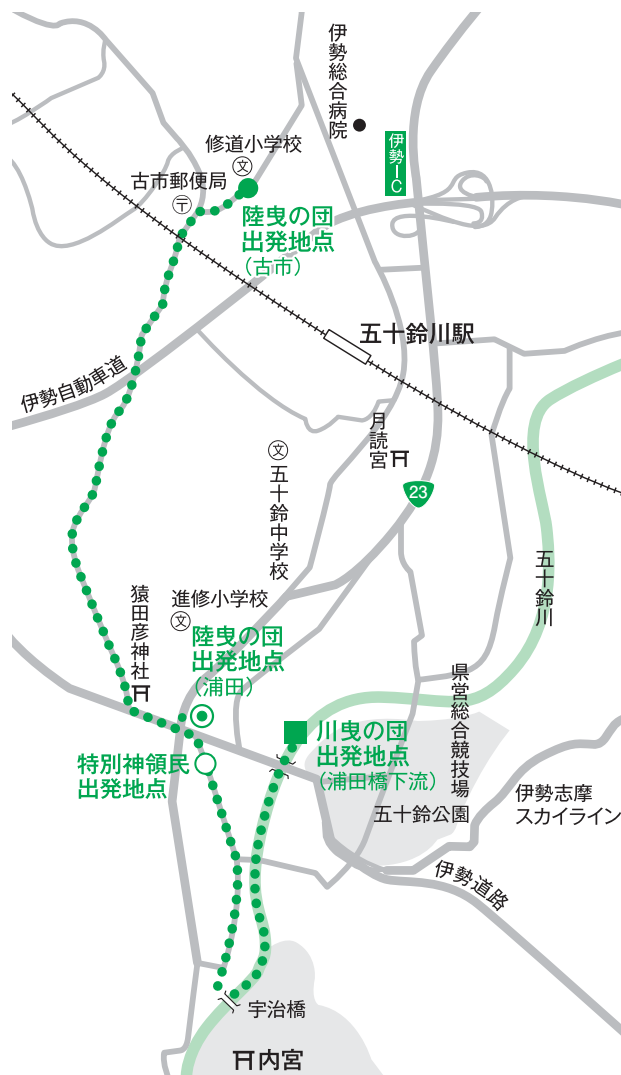 伊勢総合病院
修道小学校
文
伊勢IC
古市郵便局
〒
陸曳の団
出発地点
(古市)
五十鈴川駅
伊勢自動車道
月読宮
文
五十鈴中学校
23
五十鈴川
猿田彦神社
進修小学校
文
陸曳の団
出発地点
(浦田)
県営総合競技場
川曳の団
出発地点
(浦田橋下流)
特別神領民
出発地点
五十鈴公園
伊勢志摩
スカイライン
伊勢道路
宇治橋
内宮